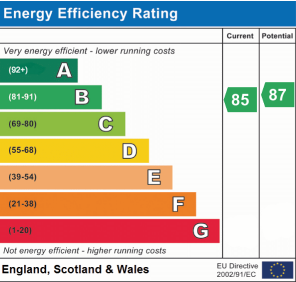 Energy Efficiency Rating
Current Potential
Very energy efficient - lower running costs
(92+) A
(81-91) B
(69-80) C
(55-68) D
(39-54) E
(21-38) F
(1-20) G
85 87
Not energy efficient - higher running costs
England, Scotland & Wales
EU Directive
2002/91/EC